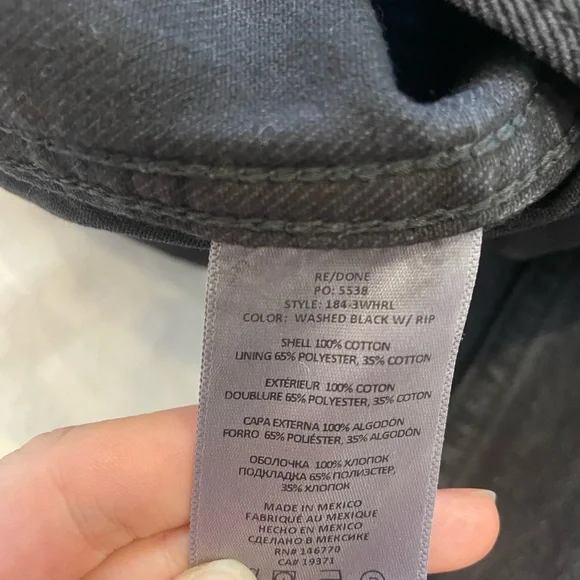 RE/DONE
PO: 5538
STYLE: 184-3WHRL
COLOR: WASHED BLACK W/ RIP
SHELL 100% COTTON
LINING 65% POLYESTER, 35% COTTON
EXTÉRIEUR 100% COTON
DOUBLURE 65% POLYESTER, 35% COTON
CAPA EXTERNA 100% ALGODÓN
FORRO 65% POLIÉSTER, 35% ALGODÓN
ОБОЛОЧКА 100% ХЛОПОК
ПОДКЛАДКА 65% ПОЛИЭСТЕР,
35% ХЛОПОК
MADE IN MEXICO
FABRIQUÉ AU MEXIQUE
HECHO EN MÉXICO
СДЕЛАНО В МЕКСИКЕ
RN# 146770
CA# 19371